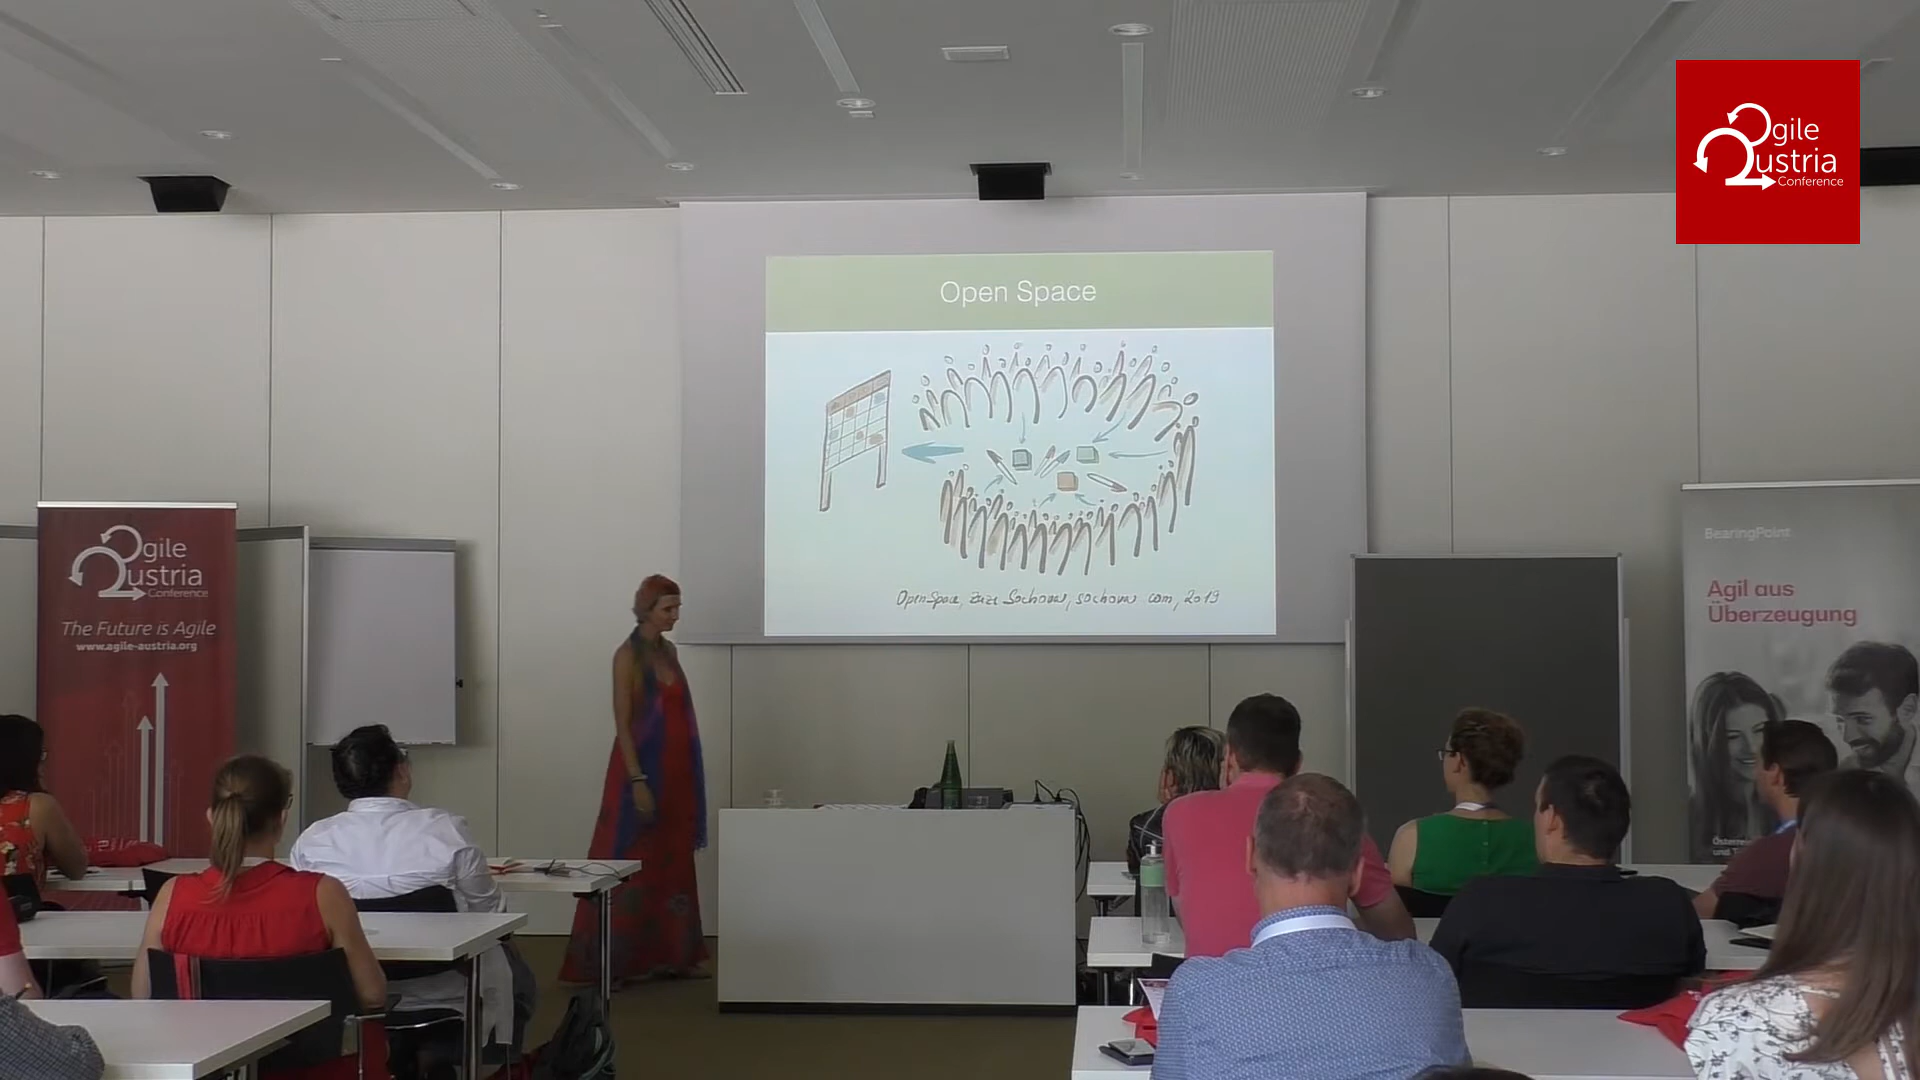 Open Space
OpenSpace, Zuzi Sochova, sochova com, 2019
agile
austria
Conference
agile
austria
Conference
The Future is Agile
www.agile-austria.org
BearingPoint
Agil aus
Überzeugung